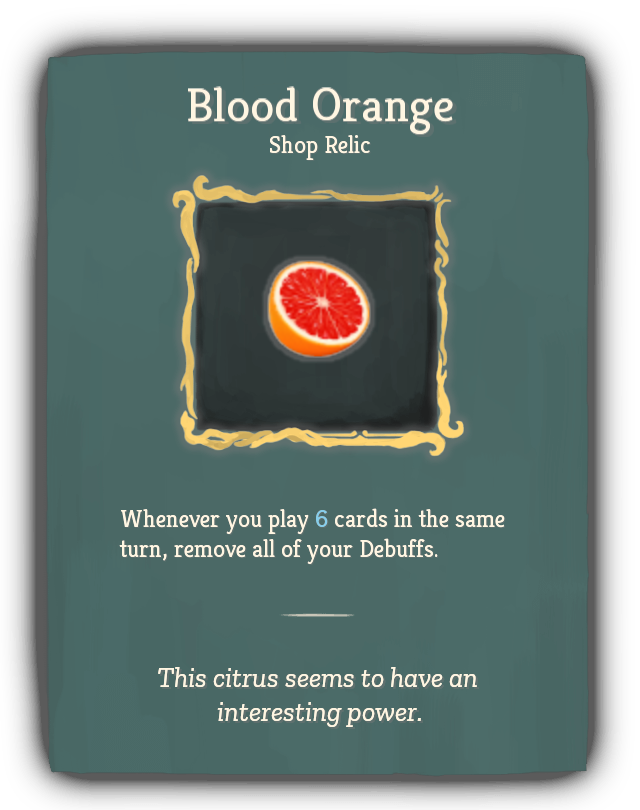 Blood Orange
Shop Relic
Whenever you play 6 cards in the same
turn, remove all of your Debuffs.
This citrus seems to have an
interesting power.